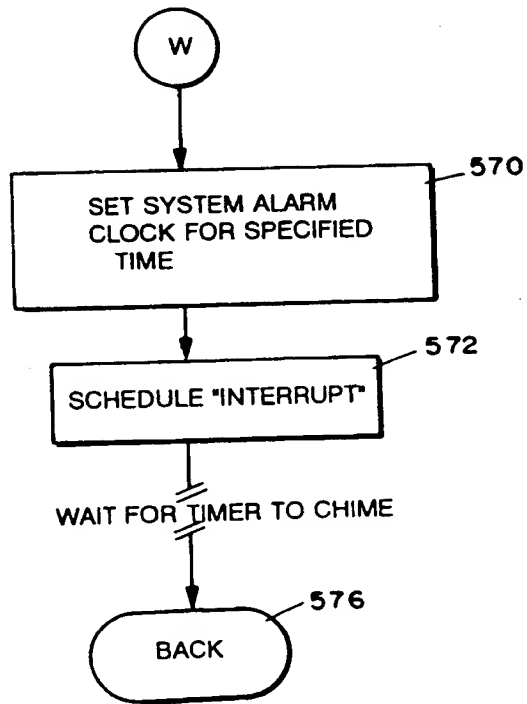 W
570
SET SYSTEM ALARM
CLOCK FOR SPECIFIED
TIME
572
SCHEDULE "INTERRUPT"
WAIT FOR TIMER TO CHIME
576
BACK